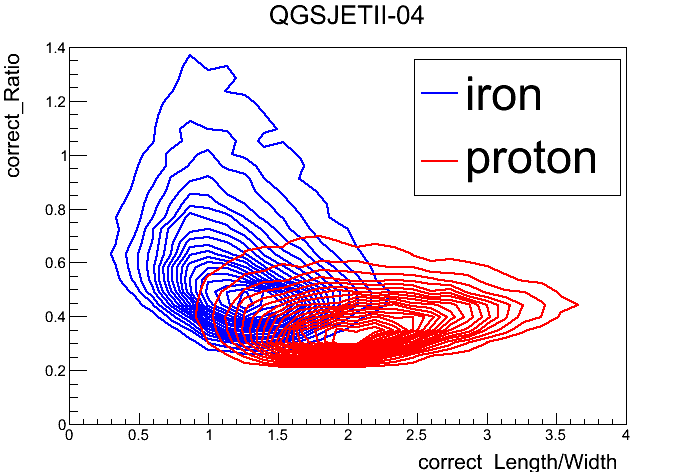 QGSJETII-04
correct_Ratio
1.4
1.2
1
0.8
0.6
0.4
0.2
0
iron
proton
0 0.5 1 1.5 2 2.5 3 3.5 4
correct_Length/Width